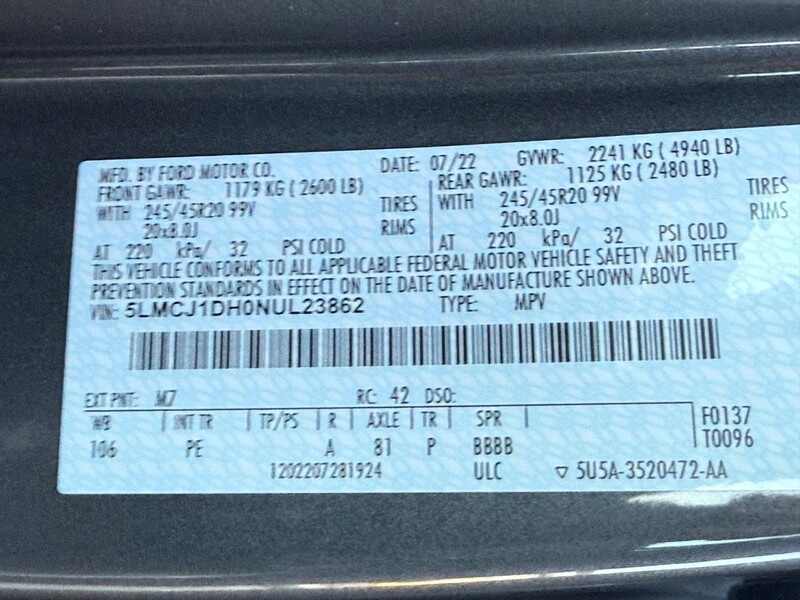 MFD. BY FORD MOTOR CO. DATE: 07/22 GVWR: 2241 KG ( 4940 LB)
FRONT GAWR: 1179 KG ( 2600 LB) REAR GAWR: 1125 KG ( 2480 LB)
WITH 245/45R20 99V TIRES WITH 245/45R20 99V TIRES
20x8.0J RIMS 20x8.0J RIMS
AT 220 kPa/ 32 PSI COLD AT 220 kPa/ 32 PSI COLD
THIS VEHICLE CONFORMS TO ALL APPLICABLE FEDERAL MOTOR VEHICLE SAFETY AND THEFT
PREVENTION STANDARDS IN EFFECT ON THE DATE OF MANUFACTURE SHOWN ABOVE.
VIN: 5LMCJ1DH0NUL23862 TYPE: MPV
EXT PNT: M7 RC: 42 DSO:
WB INT TR TP/PS R AXLE TR SPR F0137
106 PE A 81 P BBBB T0096
1202207281924 ULC ▽ 5U5A-3520472-AA